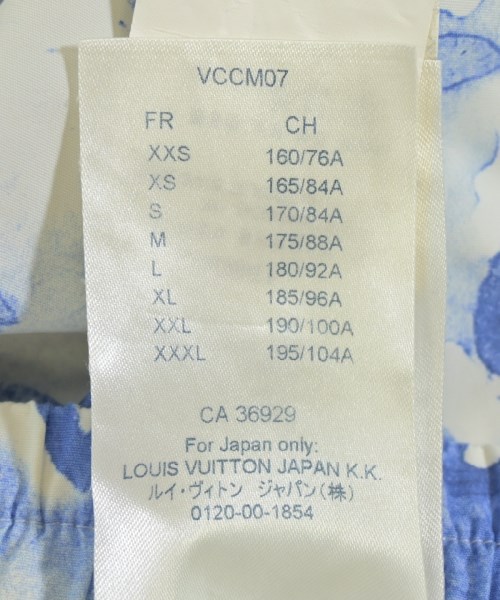 VCCM07
FR CH
XXS 160/76A
XS 165/84A
S 170/84A
M 175/88A
L 180/92A
XL 185/96A
XXL 190/100A
XXXL 195/104A
CA 36929
For Japan only:
LOUIS VUITTON JAPAN K.K.
ルイ・ヴィトン ジャパン(株)
0120-00-1854